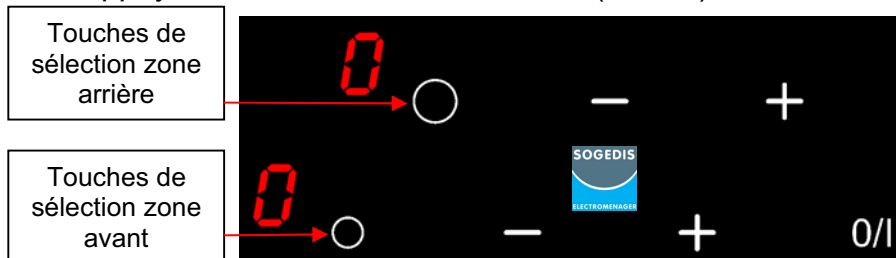 Touches de
sélection zone
arrière
0
− +
SOGEDIS
ELECTROMENAGER
Touches de
sélection zone
avant
0
− +
0/I